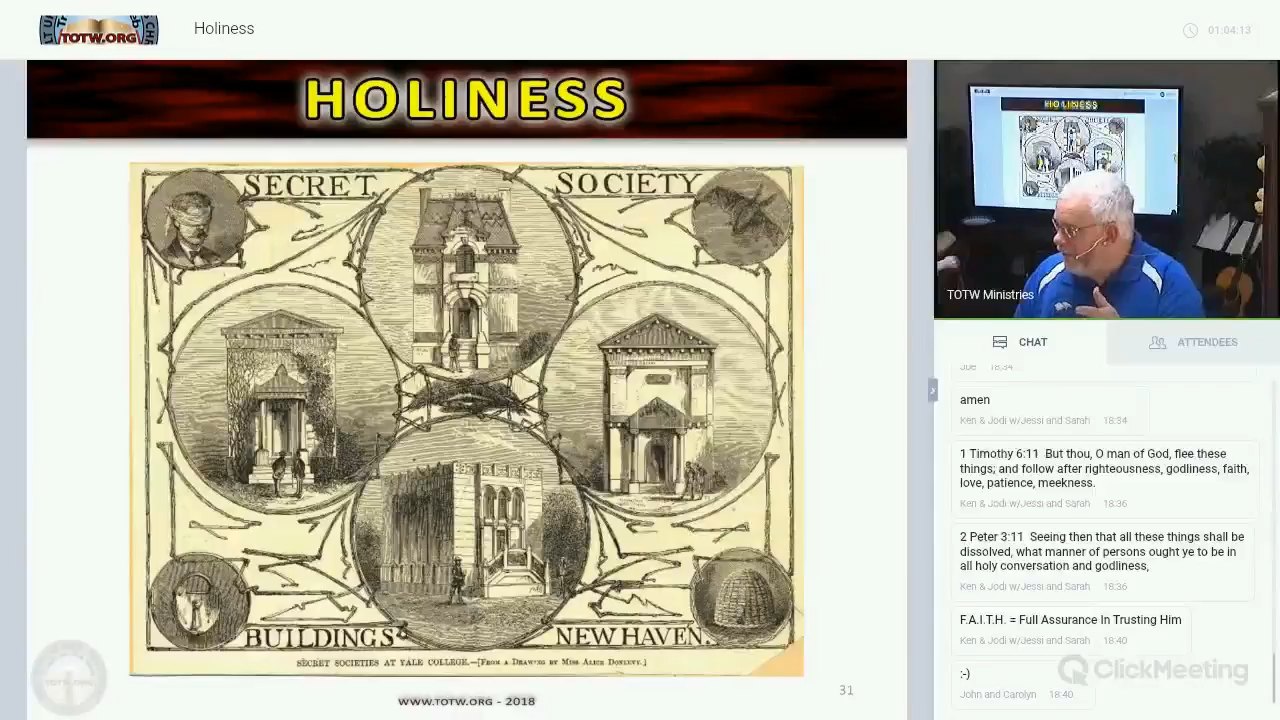 TOTW.ORG
Holiness
01:04:13
HOLINESS
SECRET SOCIETY
BUILDINGS NEW HAVEN.
SECRET SOCIETIES AT YALE COLLEGE.—[FROM A DRAWING BY MISS ALICE DONLEVY.]
WWW.TOTW.ORG - 2018
31
TOTW.ORG
HOLINESS
TOTW Ministries
CHAT
ATTENDEES
Joe 18:34
amen
Ken & Jodi w/Jessi and Sarah 18:34
1 Timothy 6:11 But thou, O man of God, flee these
things; and follow after righteousness, godliness, faith,
love, patience, meekness.
Ken & Jodi w/Jessi and Sarah 18:36
2 Peter 3:11 Seeing then that all these things shall be
dissolved, what manner of persons ought ye to be in
all holy conversation and godliness,
Ken & Jodi w/Jessi and Sarah 18:36
F.A.I.T.H. = Full Assurance In Trusting Him
Ken & Jodi w/Jessi and Sarah 18:40
ClickMeeting
:-)
John and Carolyn 18:40